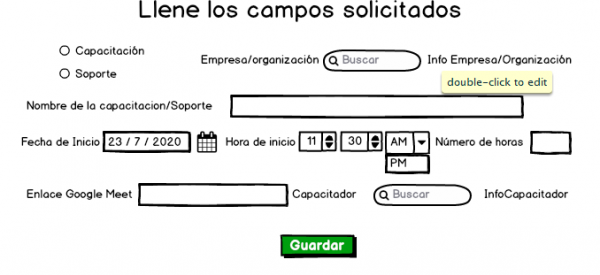 Llene los campos solicitados
Capacitación
Soporte
Empresa/organización Buscar Info Empresa/Organización
double-click to edit
Nombre de la capacitacion/Soporte
Fecha de Inicio 23 / 7 / 2020 Hora de inicio 11 30 AM Número de horas
PM
Enlace Google Meet Capacitador Buscar InfoCapacitador
Guardar